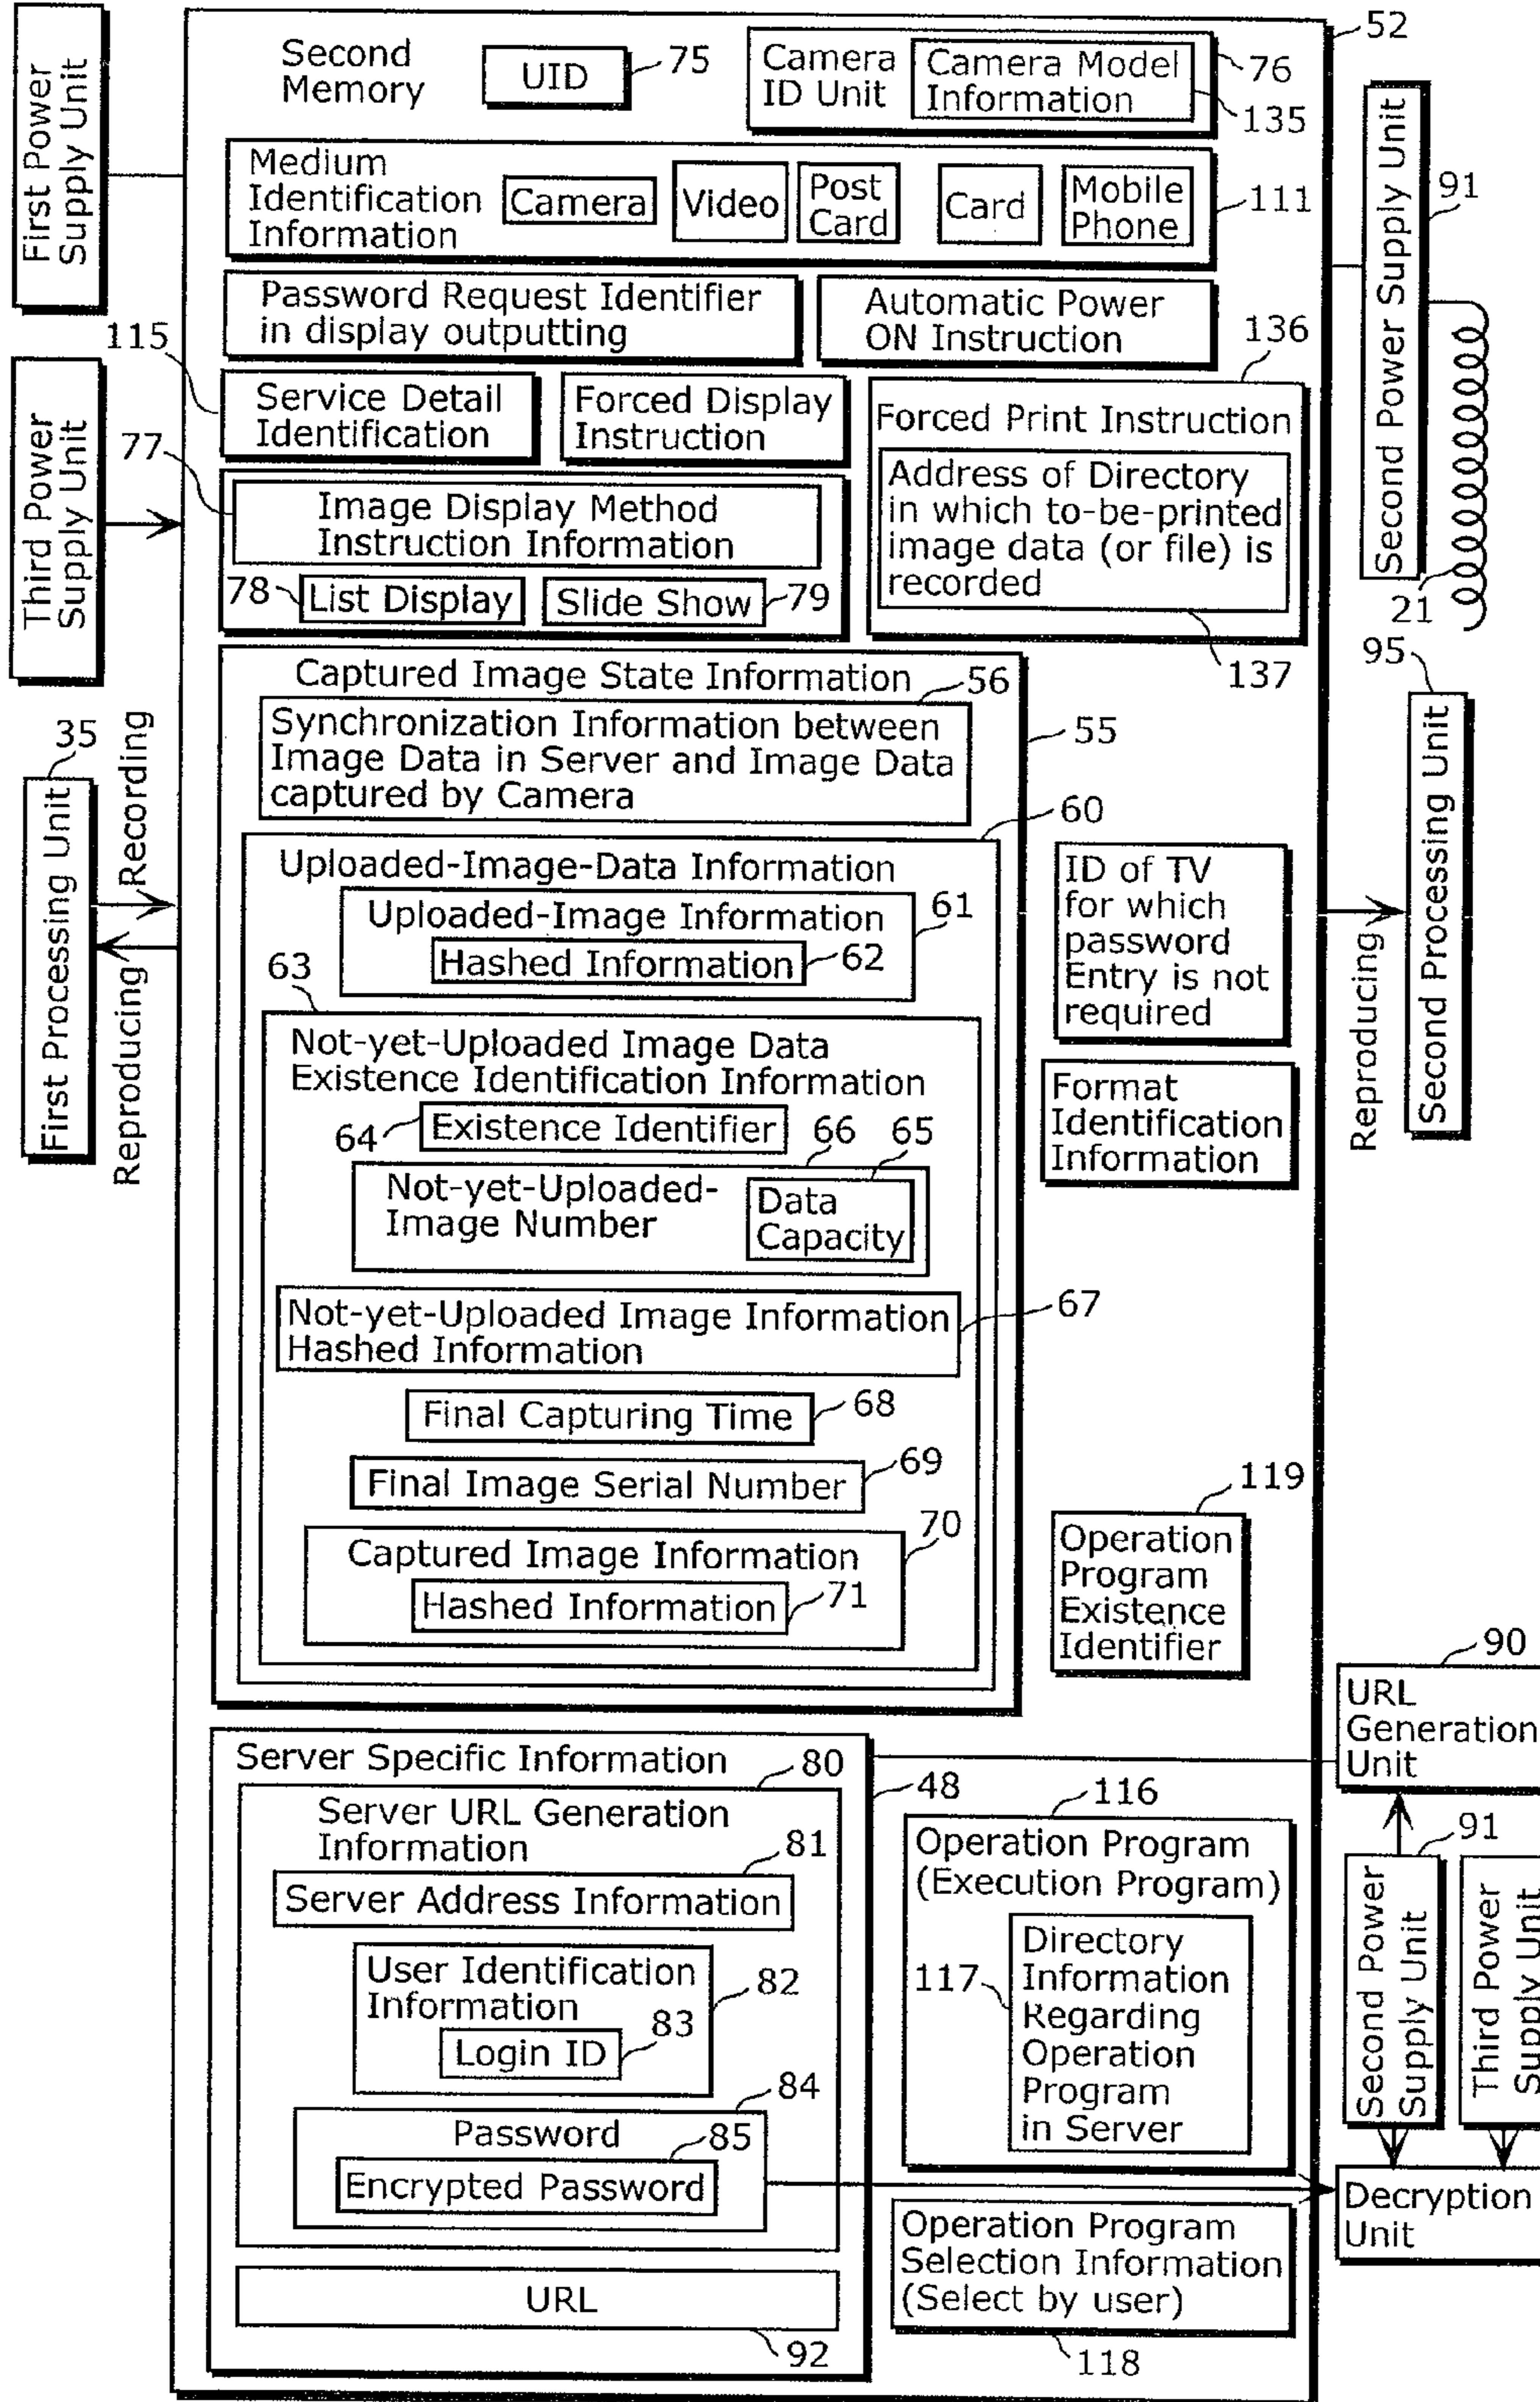 First Power
Supply Unit
Third Power
Supply Unit
115
77
35
First Processing Unit
Recording
Reproducing
52
Second
Memory
UID
75
Camera
ID Unit
Camera Model
Information
76
135
Medium
Identification
Information
Camera
Video
Post
Card
Card
Mobile
Phone
111
Password Request Identifier
in display outputting
Automatic Power
ON Instruction
136
Service Detail
Identification
Forced Display
Instruction
Forced Print Instruction
Address of Directory
in which to-be-printed
image data (or file) is
recorded
137
Image Display Method
Instruction Information
78
List Display
Slide Show
79
Second Power Supply Unit
91
21
95
Second Processing Unit
Reproducing
Captured Image State Information
56
55
Synchronization Information between
Image Data in Server and Image Data
captured by Camera
60
Uploaded-Image-Data Information
Uploaded-Image Information
61
Hashed Information
62
63
Not-yet-Uploaded Image Data
Existence Identification Information
64
Existence Identifier
66
65
Not-yet-Uploaded-
Image Number
Data
Capacity
Not-yet-Uploaded Image Information
Hashed Information
67
Final Capturing Time
68
Final Image Serial Number
69
Captured Image Information
70
Hashed Information
71
ID of TV
for which
password
Entry is not
required
Format
Identification
Information
119
Operation
Program
Existence
Identifier
90
URL
Generation
Unit
Server Specific Information
80
48
Server URL Generation
Information
81
Server Address Information
User Identification
Information
82
Login ID
83
84
Password
85
Encrypted Password
URL
92
116
Operation Program
(Execution Program)
117
Directory
Information
Regarding
Operation
Program
in Server
Operation Program
Selection Information
(Select by user)
118
91
Second Power
Supply Unit
Third Power
Supply Unit
Decryption
Unit